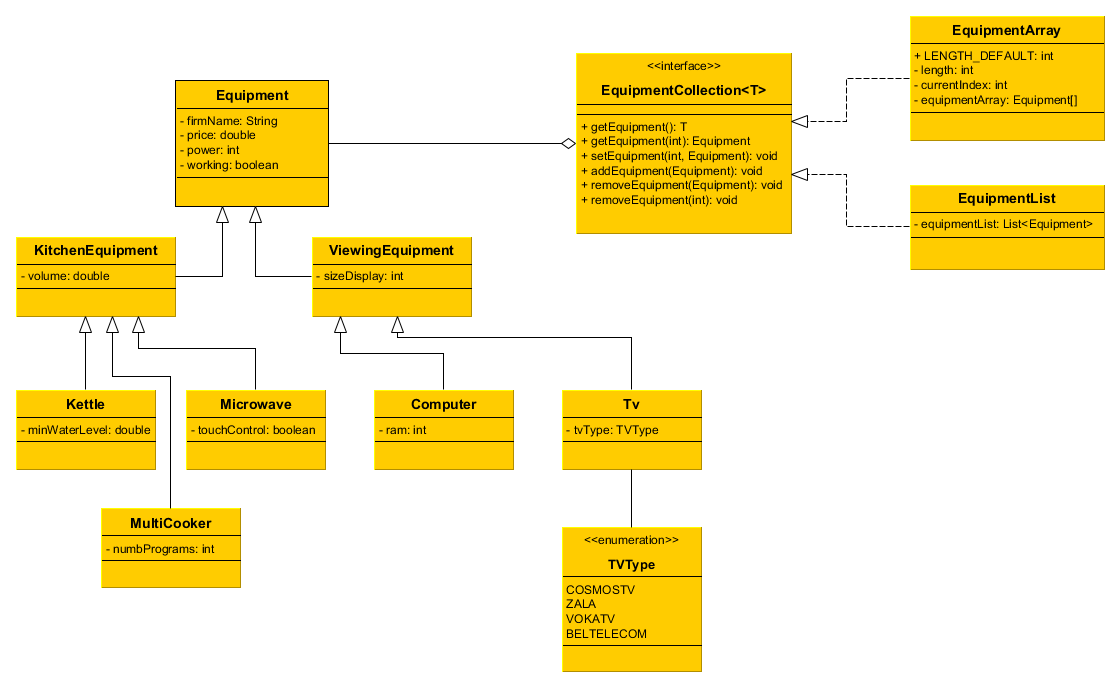 Equipment
- firmName: String
- price: double
- power: int
- working: boolean
<<interface>>
EquipmentCollection<T>
+ getEquipment(): T
+ getEquipment(int): Equipment
+ setEquipment(int, Equipment): void
+ addEquipment(Equipment): void
+ removeEquipment(Equipment): void
+ removeEquipment(int): void
EquipmentArray
+ LENGTH_DEFAULT: int
- length: int
- currentIndex: int
- equipmentArray: Equipment[]
EquipmentList
- equipmentList: List<Equipment>
KitchenEquipment
- volume: double
ViewingEquipment
- sizeDisplay: int
Kettle
- minWaterLevel: double
Microwave
- touchControl: boolean
Computer
- ram: int
Tv
- tvType: TVType
MultiCooker
- numbPrograms: int
<<enumeration>>
TVType
COSMOSTV
ZALA
VOKATV
BELTELECOM